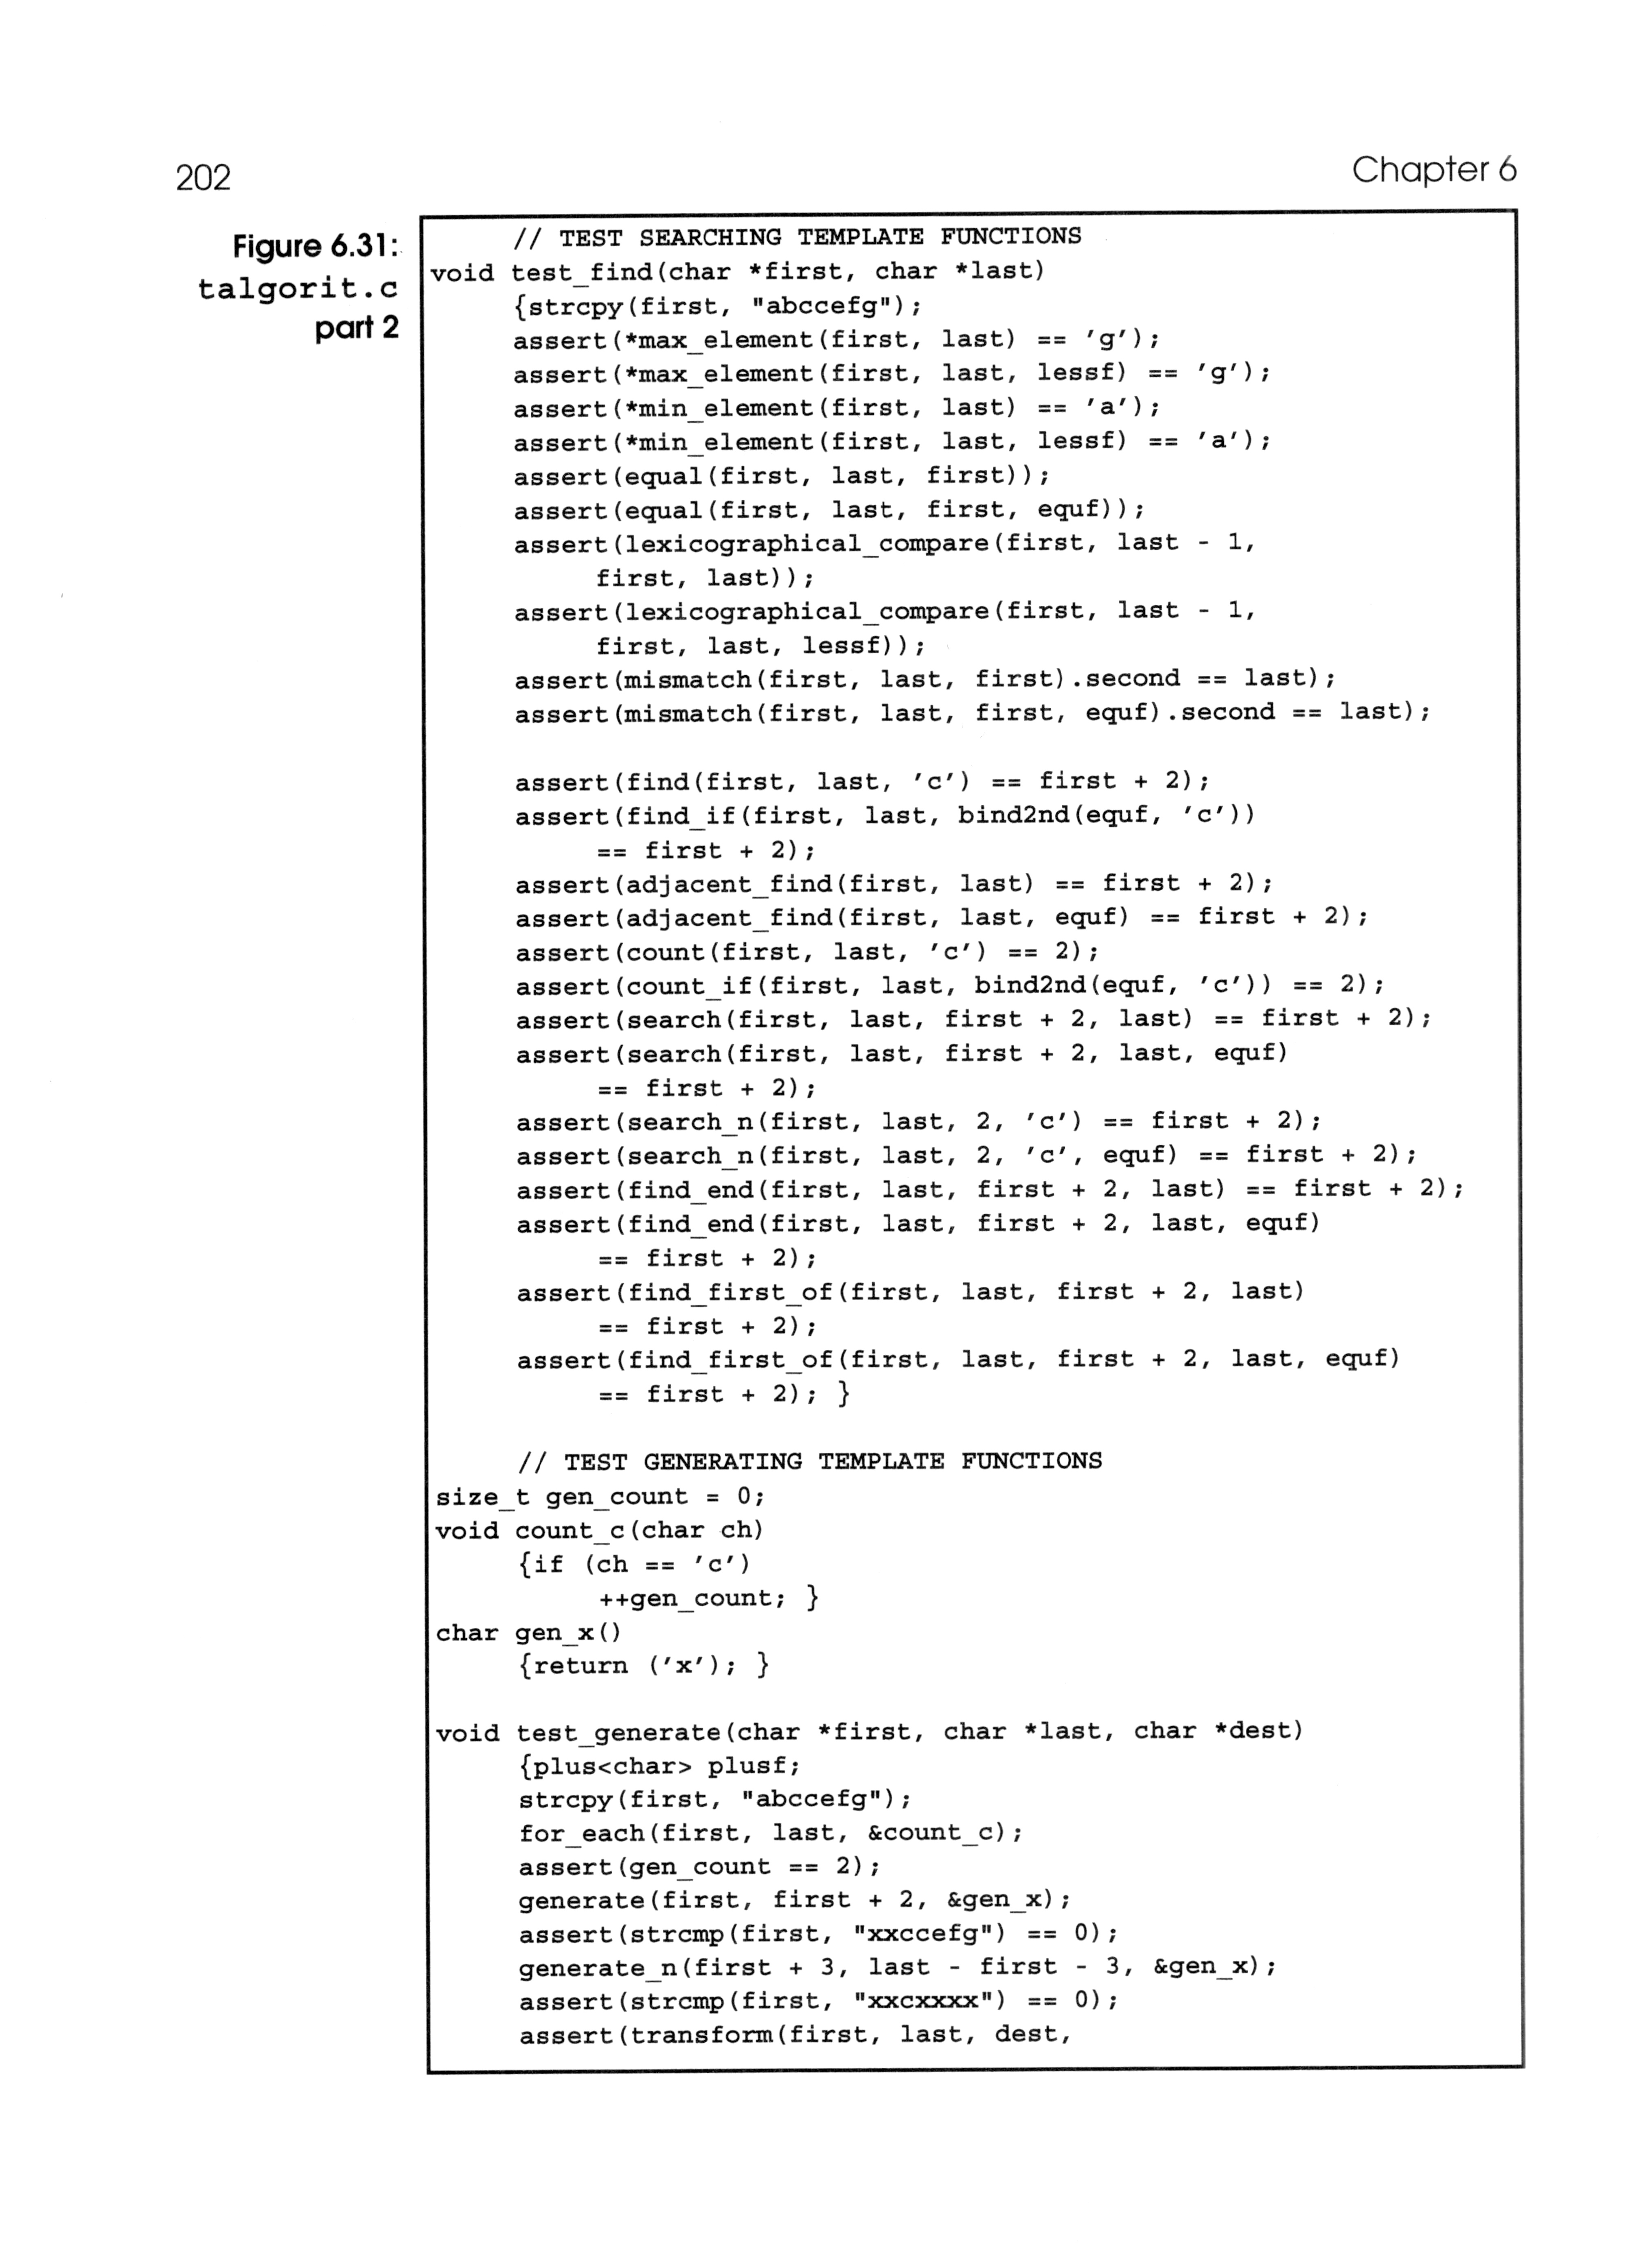 202
Chapter 6
Figure 6.31:
talgorit.c
part 2
// TEST SEARCHING TEMPLATE FUNCTIONS
void test_find(char *first, char *last)
{strcpy(first, "abccefg");
assert(*max_element(first, last) == 'g');
assert(*max_element(first, last, lessf) == 'g');
assert(*min_element(first, last) == 'a');
assert(*min_element(first, last, lessf) == 'a');
assert(equal(first, last, first));
assert(equal(first, last, first, equf));
assert(lexicographical_compare(first, last - 1,
first, last));
assert(lexicographical_compare(first, last - 1,
first, last, lessf));
assert(mismatch(first, last, first).second == last);
assert(mismatch(first, last, first, equf).second == last);
assert(find(first, last, 'c') == first + 2);
assert(find_if(first, last, bind2nd(equf, 'c'))
== first + 2);
assert(adjacent_find(first, last) == first + 2);
assert(adjacent_find(first, last, equf) == first + 2);
assert(count(first, last, 'c') == 2);
assert(count_if(first, last, bind2nd(equf, 'c')) == 2);
assert(search(first, last, first + 2, last) == first + 2);
assert(search(first, last, first + 2, last, equf)
== first + 2);
assert(search_n(first, last, 2, 'c') == first + 2);
assert(search_n(first, last, 2, 'c', equf) == first + 2);
assert(find_end(first, last, first + 2, last) == first + 2);
assert(find_end(first, last, first + 2, last, equf)
== first + 2);
assert(find_first_of(first, last, first + 2, last)
== first + 2);
assert(find_first_of(first, last, first + 2, last, equf)
== first + 2); }
// TEST GENERATING TEMPLATE FUNCTIONS
size_t gen_count = 0;
void count_c(char ch)
{if (ch == 'c')
++gen_count; }
char gen_x()
{return ('x'); }
void test_generate(char *first, char *last, char *dest)
{plus<char> plusf;
strcpy(first, "abccefg");
for_each(first, last, &count_c);
assert(gen_count == 2);
generate(first, first + 2, &gen_x);
assert(strcmp(first, "xxccefg") == 0);
generate_n(first + 3, last - first - 3, &gen_x);
assert(strcmp(first, "xxcxxxx") == 0);
assert(transform(first, last, dest,